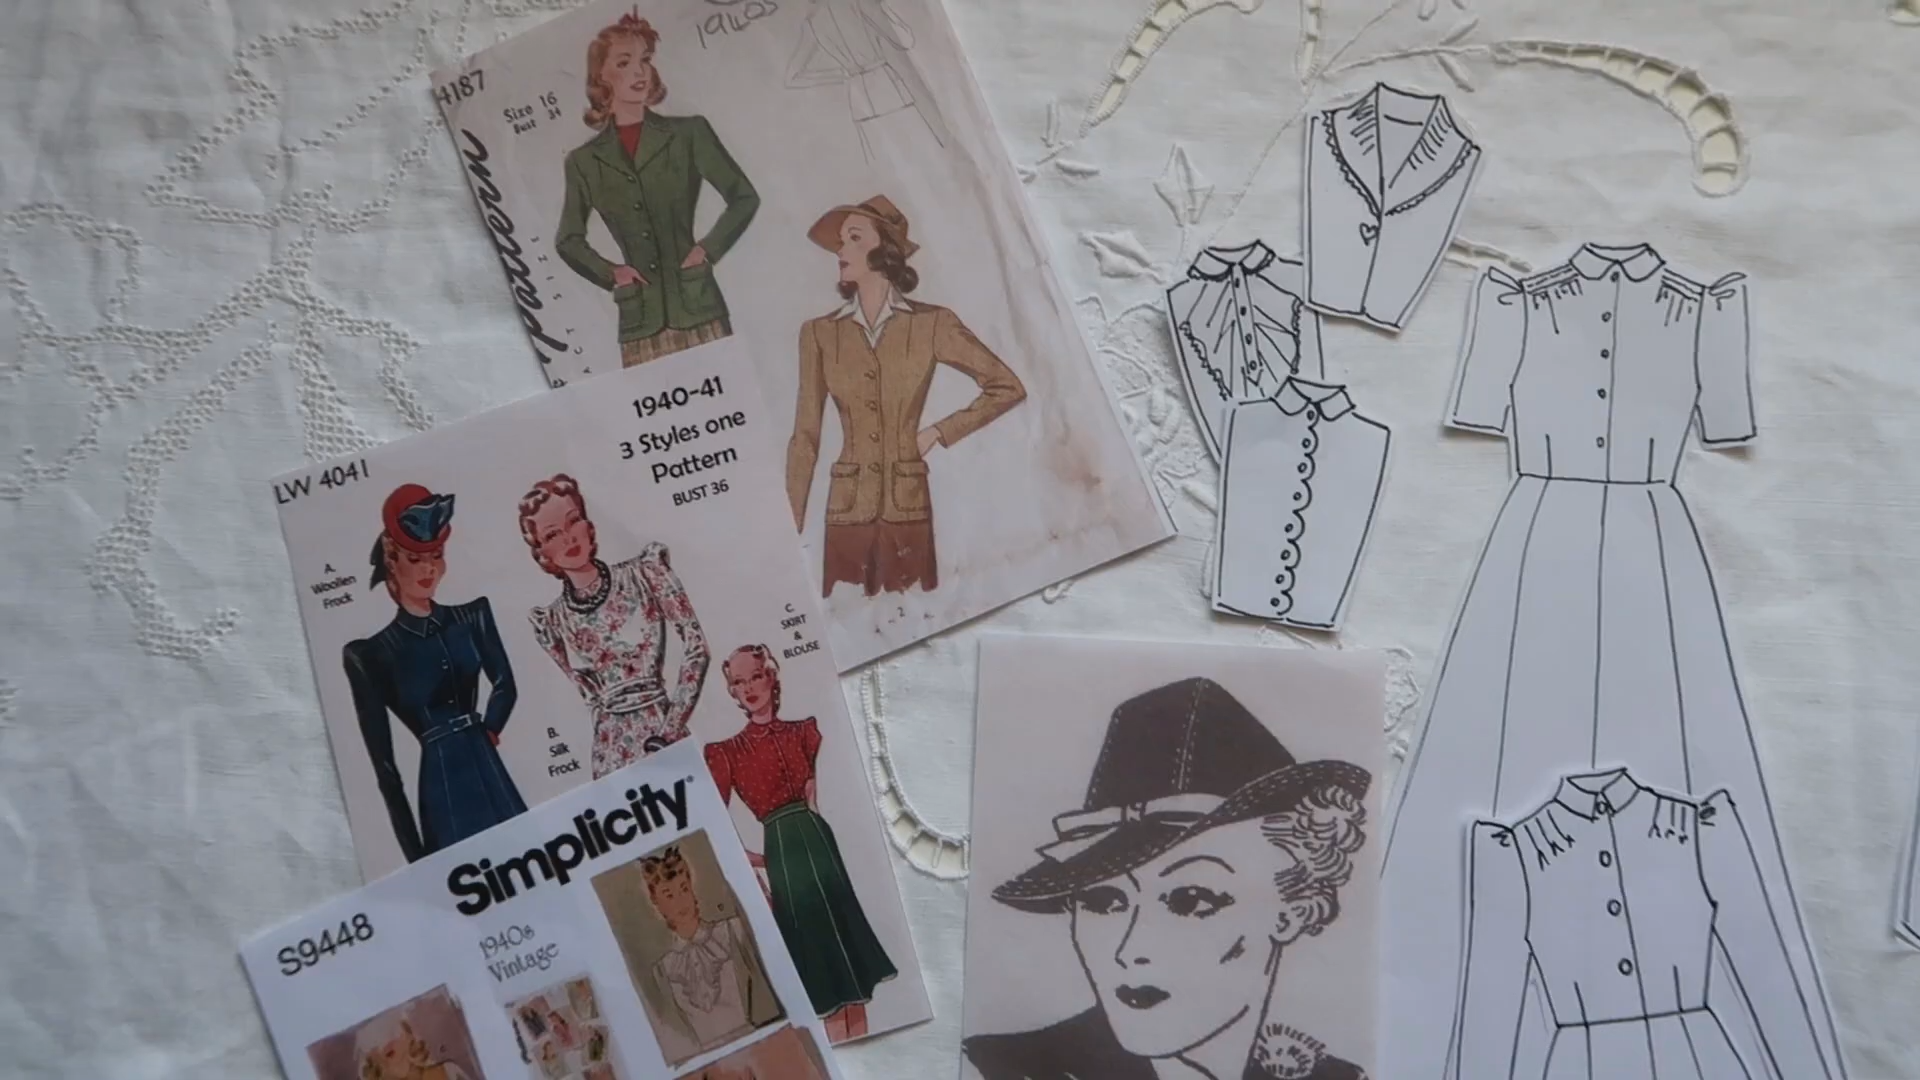 1940s
4187
Size 16
Bust 34
Pattern
1940-41
3 Styles one
Pattern
BUST 36
LW 4041
A.
Woollen
Frock
B.
Silk
Frock
C.
SKIRT
&
BLOUSE
Simplicity
S9448
1940s
Vintage